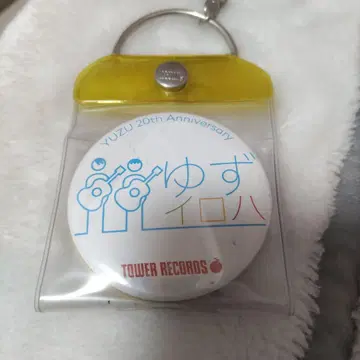 YUZU 20th Anniversary
ゆず
イロハ
TOWER RECORDS